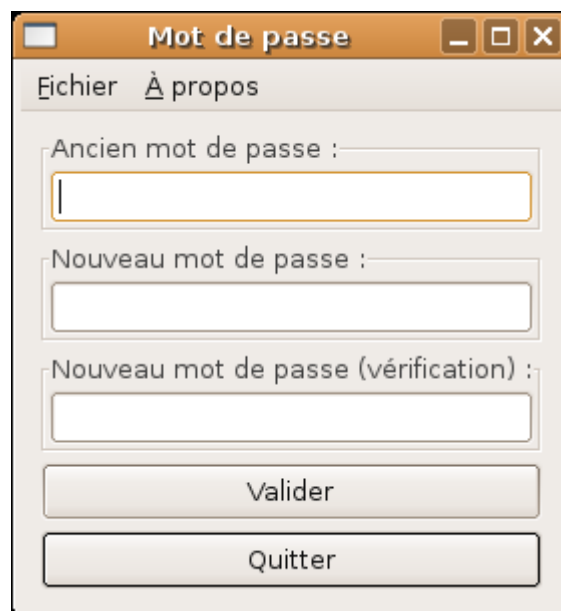 Mot de passe
Fichier À propos
Ancien mot de passe :
Nouveau mot de passe :
Nouveau mot de passe (vérification) :
Valider
Quitter